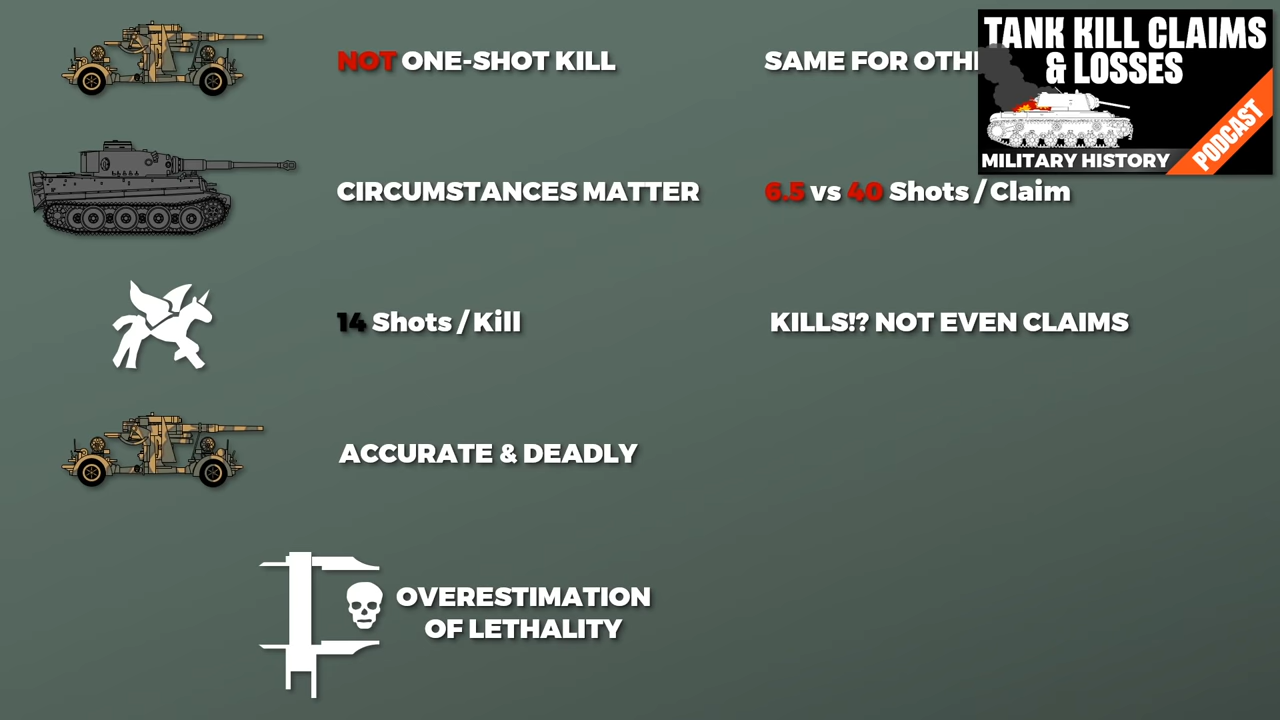 NOT ONE-SHOT KILL
SAME FOR
TANK KILL CLAIMS
& LOSSES
MILITARY HISTORY
PODCAST
CIRCUMSTANCES MATTER
6.5 vs 40 Shots / Claim
14 Shots / Kill
KILLS!? NOT EVEN CLAIMS
ACCURATE & DEADLY
OVERESTIMATION
OF LETHALITY